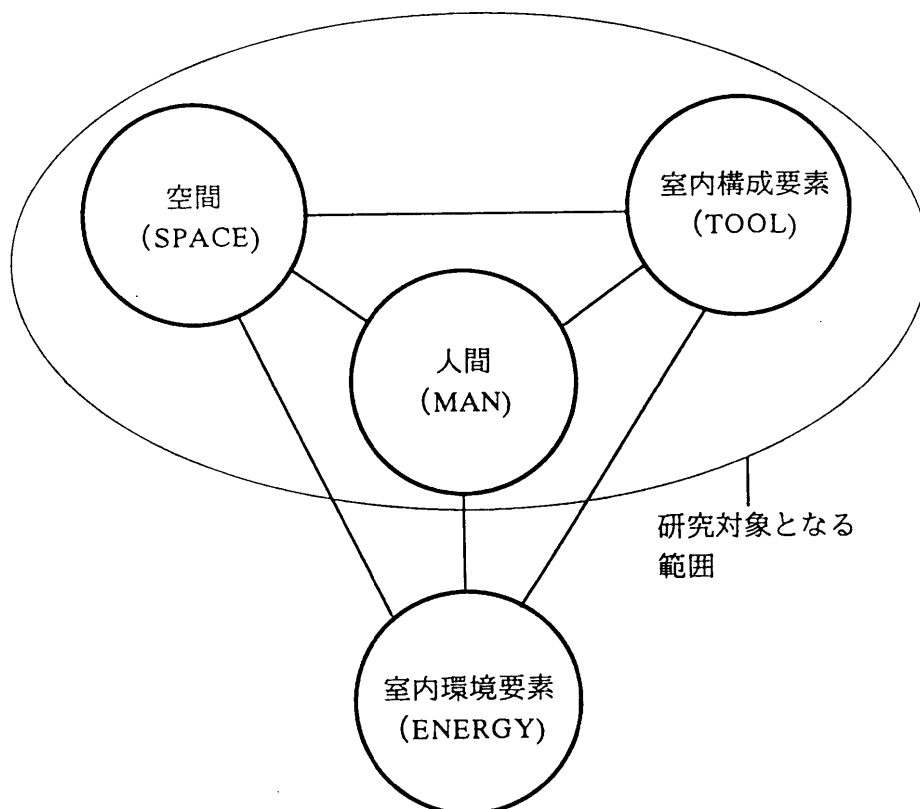 空間
(SPACE)
室内構成要素
(TOOL)
人間
(MAN)
研究対象となる
範囲
室内環境要素
(ENERGY)